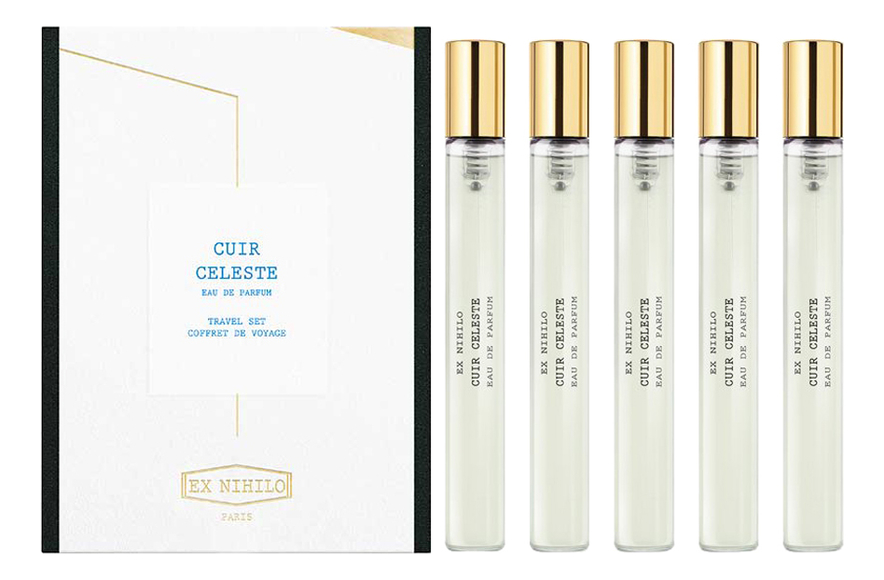 CUIR
CELESTE
EAU DE PARFUM
TRAVEL SET
COFFRET DE VOYAGE
EX NIHILO
PARIS
EX NIHILO
CUIR CELESTE
EAU DE PARFUM
EX NIHILO
CUIR CELESTE
EAU DE PARFUM
EX NIHILO
CUIR CELESTE
EAU DE PARFUM
EX NIHILO
CUIR CELESTE
EAU DE PARFUM
EX NIHILO
CUIR CELESTE
EAU DE PARFUM